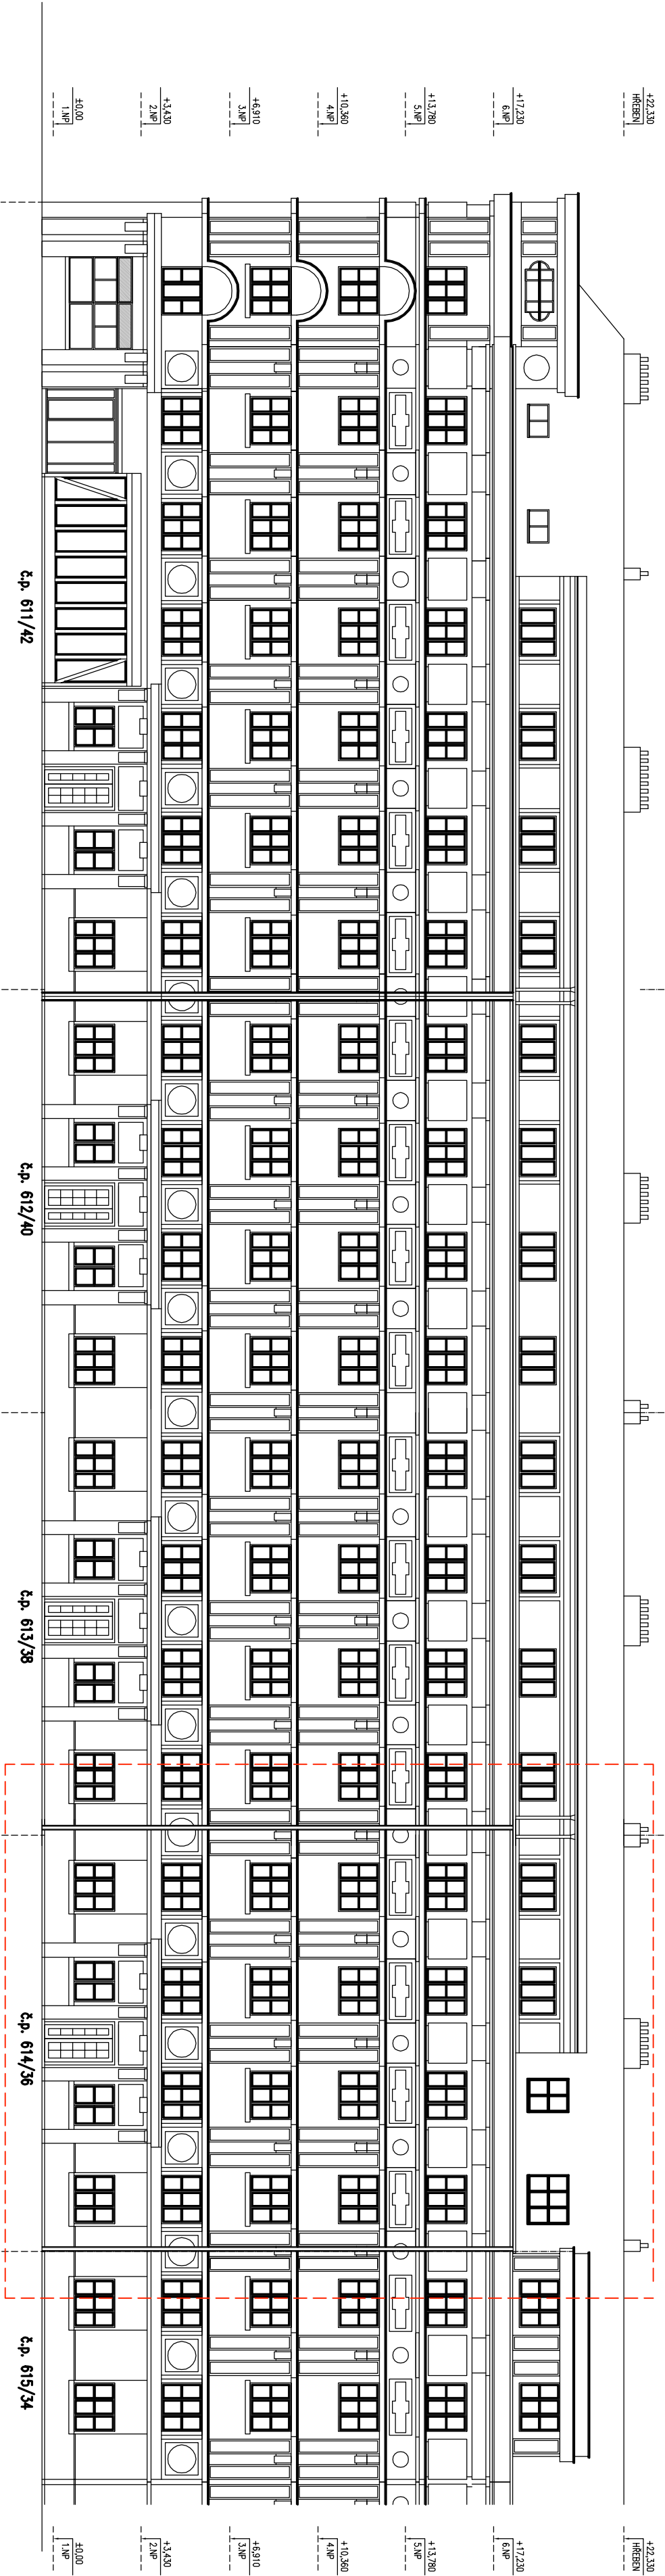 +22,330
HŘEBEN
+17,230
6.NP
+13,780
5.NP
+10,360
4.NP
+6,910
3.NP
+3,430
2.NP
±0,00
1.NP
č.p. 611/42
č.p. 612/40
č.p. 613/38
č.p. 614/36
č.p. 615/34
+22,330
HŘEBEN
+17,230
6.NP
+13,780
5.NP
+10,360
4.NP
+6,910
3.NP
+3,430
2.NP
±0,00
1.NP